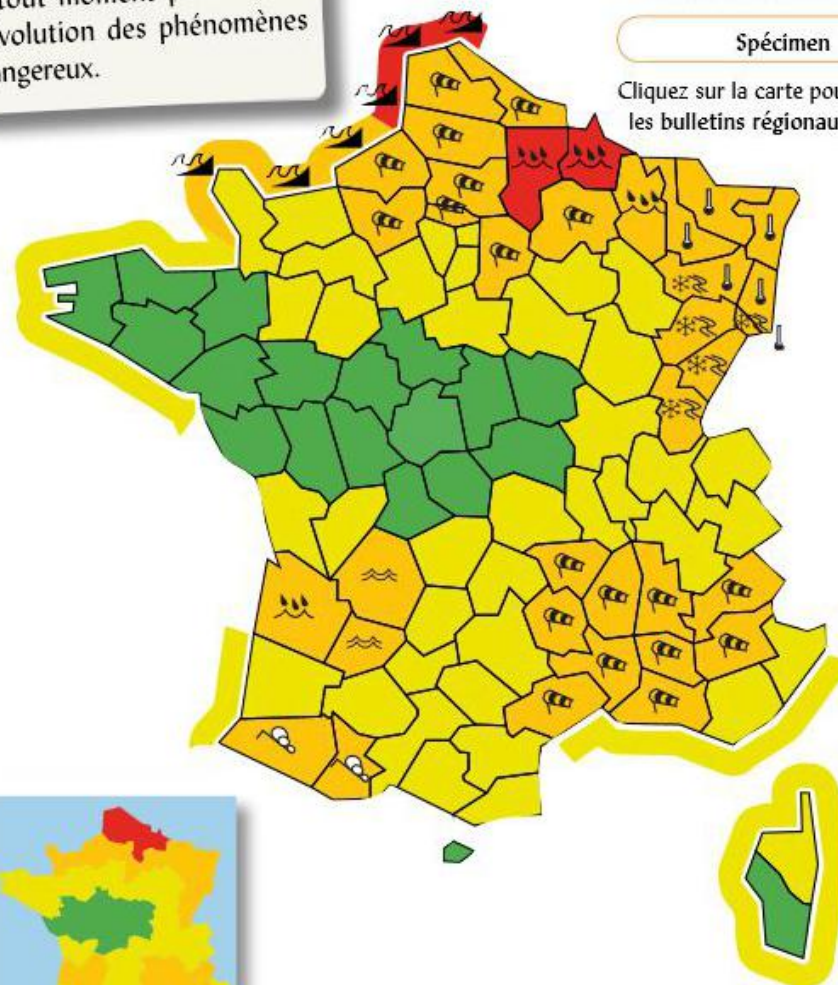 volution des phénomènes
ngereux.
Spécimen
Cliquez sur la carte pou
les bulletins régionau